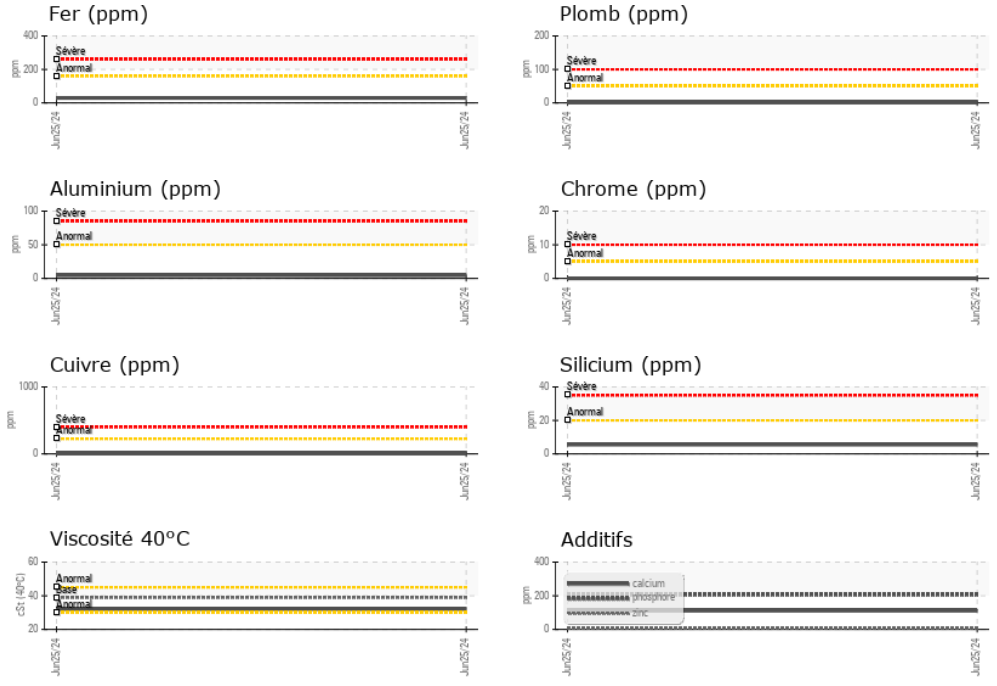 Fer (ppm)
400
200
0
ppm
Sévère
Anormal
Jun25/24
Jun25/24
Plomb (ppm)
200
100
0
ppm
Sévère
Anormal
Jun25/24
Jun25/24
Aluminium (ppm)
100
50
0
ppm
Sévère
Anormal
Jun25/24
Jun25/24
Chrome (ppm)
20
10
0
ppm
Sévère
Anormal
Jun25/24
Jun25/24
Cuivre (ppm)
1000
0
ppm
Sévère
Anormal
Jun25/24
Jun25/24
Silicium (ppm)
40
20
0
ppm
Sévère
Anormal
Jun25/24
Jun25/24
Viscosité 40°C
60
40
20
cSt (40°C)
Anormal
Base
Anormal
Jun25/24
Jun25/24
Additifs
400
200
0
ppm
calcium
phosphore
zinc
Jun25/24
Jun25/24